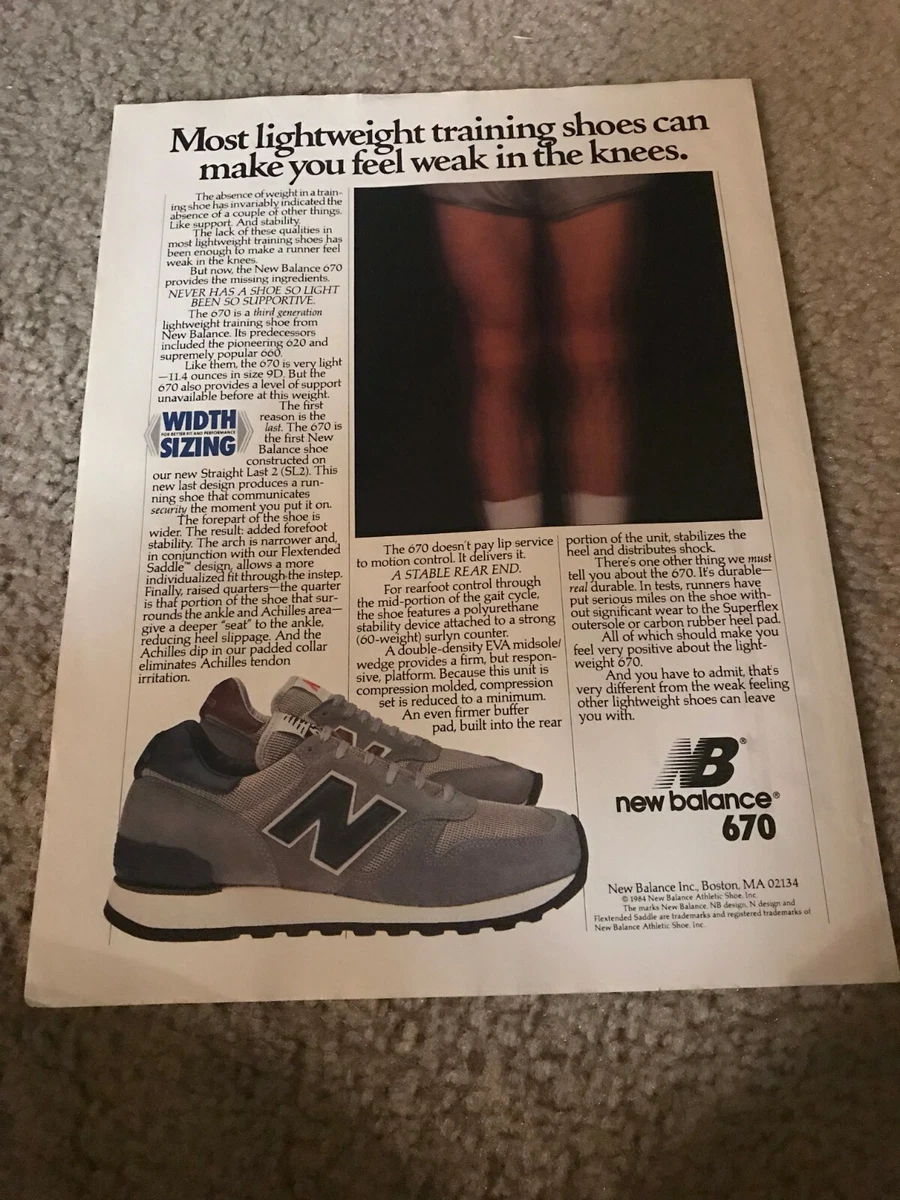 Most lightweight training shoes can
make you feel weak in the knees.
The absence of weight in a train-
ing shoe has invariably indicated the
absence of a couple of other things.
Like support. And stability.
The lack of these qualities in
most lightweight training shoes has
been enough to make a runner feel
weak in the knees.
But now, the New Balance 670
provides the missing ingredients.
NEVER HAS A SHOE SO LIGHT
BEEN SO SUPPORTIVE.
The 670 is a third generation
lightweight training shoe from
New Balance. Its predecessors
included the pioneering 620 and
supremely popular 660.
Like them, the 670 is very light
—11.4 ounces in size 9D. But the
670 also provides a level of support
unavailable before at this weight.
WIDTH
FOR BETTER FIT AND PERFORMANCE
SIZING
The first
reason is the
last. The 670 is
the first New
Balance shoe
constructed on
our new Straight Last 2 (SL2). This
new last design produces a run-
ning shoe that communicates
security the moment you put it on.
The forepart of the shoe is
wider. The result: added forefoot
stability. The arch is narrower and,
in conjunction with our Flextended
Saddle™ design, allows a more
individualized fit through the instep.
Finally, raised quarters—the quarter
is that portion of the shoe that sur-
rounds the ankle and Achilles area—
give a deeper "seat" to the ankle,
reducing heel slippage. And the
Achilles dip in our padded collar
eliminates Achilles tendon
irritation.
The 670 doesn't pay lip service
to motion control. It delivers it.
A STABLE REAR END.
For rearfoot control through
the mid-portion of the gait cycle,
the shoe features a polyurethane
stability device attached to a strong
(60-weight) surlyn counter.
A double-density EVA midsole/
wedge provides a firm, but respon-
sive, platform. Because this unit is
compression molded, compression
set is reduced to a minimum.
An even firmer buffer
pad, built into the rear
portion of the unit, stabilizes the
heel and distributes shock.
There's one other thing we must
tell you about the 670. It's durable—
real durable. In tests, runners have
put serious miles on the shoe with-
out significant wear to the Superflex
outersole or carbon rubber heel pad.
All of which should make you
feel very positive about the light-
weight 670.
And you have to admit, that's
very different from the weak feeling
other lightweight shoes can leave
you with.
N
N
NB®
new balance®
670
New Balance Inc., Boston, MA 02134
© 1984 New Balance Athletic Shoe, Inc.
The marks New Balance, NB design, N design and
Flextended Saddle are trademarks and registered trademarks of
New Balance Athletic Shoe, Inc.